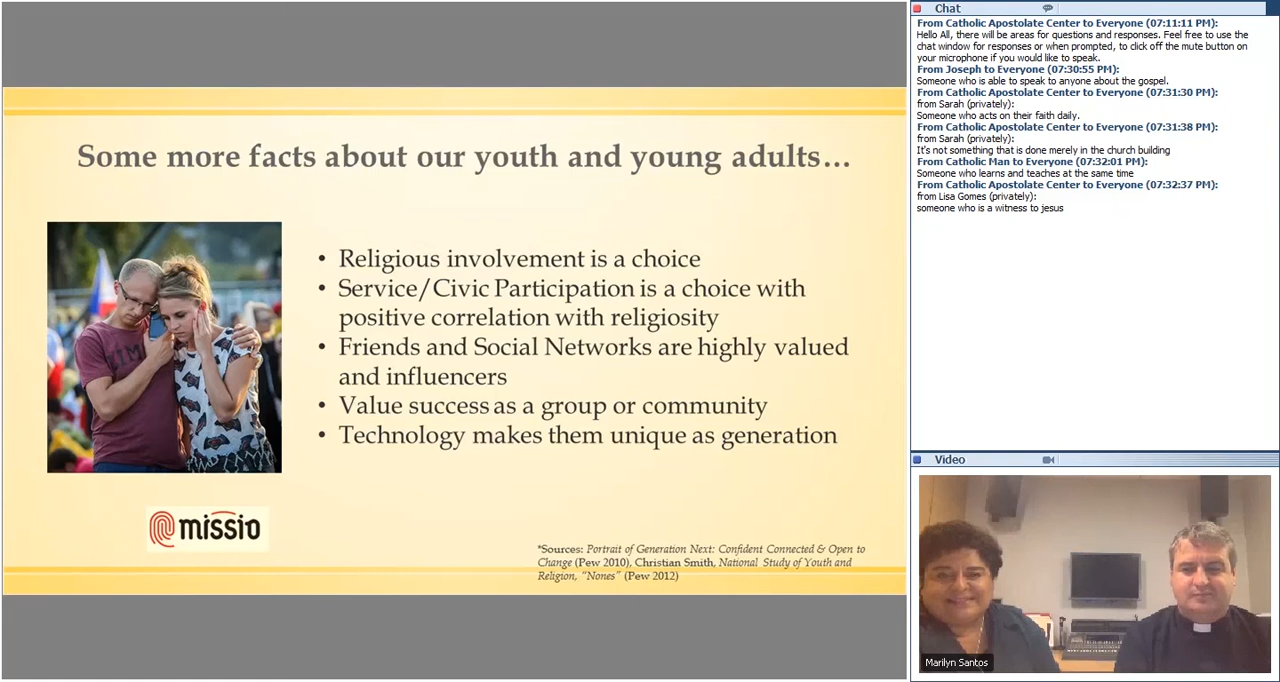 Some more facts about our youth and young adults…
• Religious involvement is a choice
• Service/Civic Participation is a choice with
positive correlation with religiosity
• Friends and Social Networks are highly valued
and influencers
• Value success as a group or community
• Technology makes them unique as generation
missio
*Sources: Portrait of Generation Next: Confident Connected & Open to
Change (Pew 2010), Christian Smith, National Study of Youth and
Religion, “Nones” (Pew 2012)
Chat
From Catholic Apostolate Center to Everyone (07:11:11 PM):
Hello All, there will be areas for questions and responses. Feel free to use the
chat window for responses or when prompted, to click off the mute button on
your microphone if you would like to speak.
From Joseph to Everyone (07:30:55 PM):
Someone who is able to speak to anyone about the gospel.
From Catholic Apostolate Center to Everyone (07:31:30 PM):
from Sarah (privately):
Someone who acts on their faith daily.
From Catholic Apostolate Center to Everyone (07:31:38 PM):
from Sarah (privately):
It's not something that is done merely in the church building
From Catholic Man to Everyone (07:32:01 PM):
Someone who learns and teaches at the same time
From Catholic Apostolate Center to Everyone (07:32:37 PM):
from Lisa Gomes (privately):
someone who is a witness to jesus
Video
Marilyn Santos